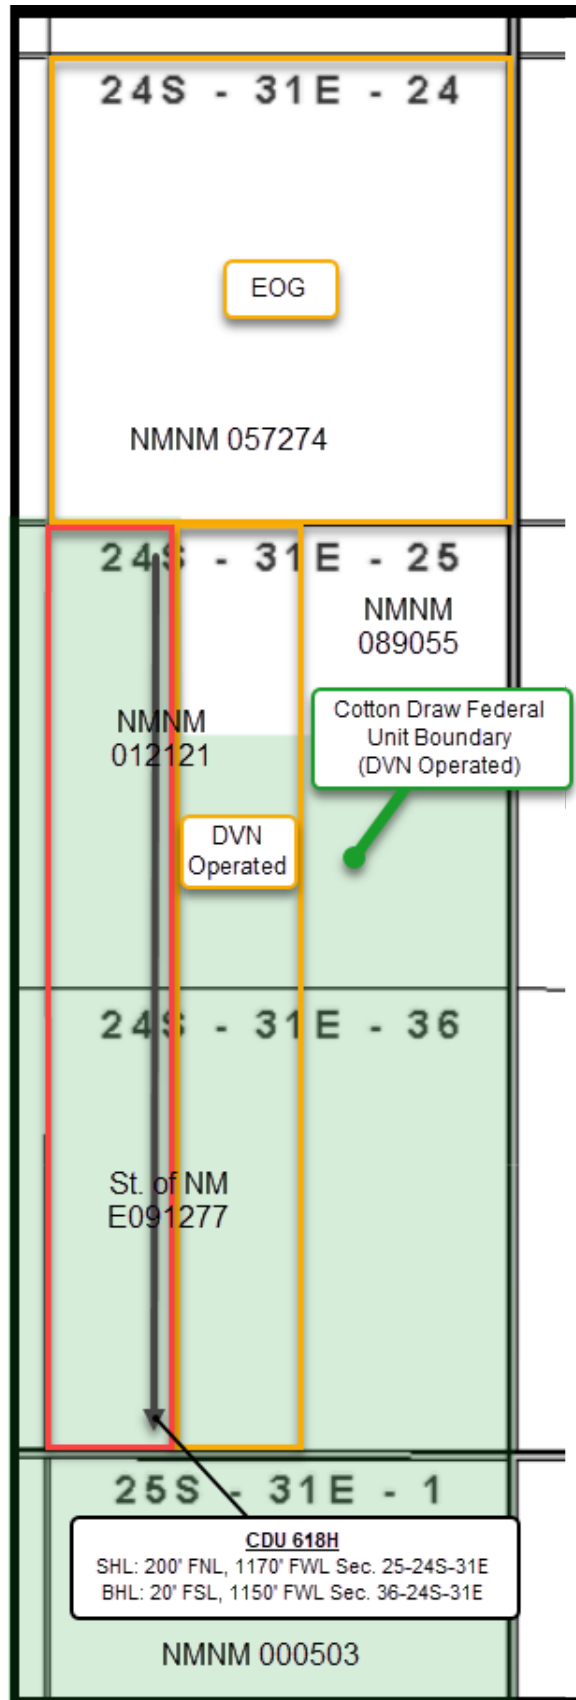 24S - 31E - 24
EOG
NMNM 057274
24S - 31E - 25
NMNM
089055
NMNM
012121
Cotton Draw Federal
Unit Boundary
(DVN Operated)
DVN
Operated
24S - 31E - 36
St. of NM
E091277
25S - 31E - 1
CDU 618H
SHL: 200' FNL, 1170' FWL Sec. 25-24S-31E
BHL: 20' FSL, 1150' FWL Sec. 36-24S-31E
NMNM 000503